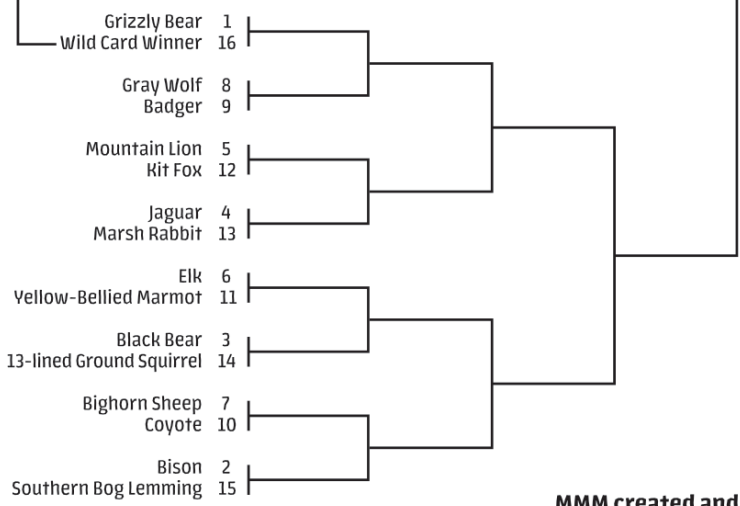 Grizzly Bear 1
Wild Card Winner 16
Gray Wolf 8
Badger 9
Mountain Lion 5
Kit Fox 12
Jaguar 4
Marsh Rabbit 13
Elk 6
Yellow-Bellied Marmot 11
Black Bear 3
13-lined Ground Squirrel 14
Bighorn Sheep 7
Coyote 10
Bison 2
Southern Bog Lemming 15
MMM created and